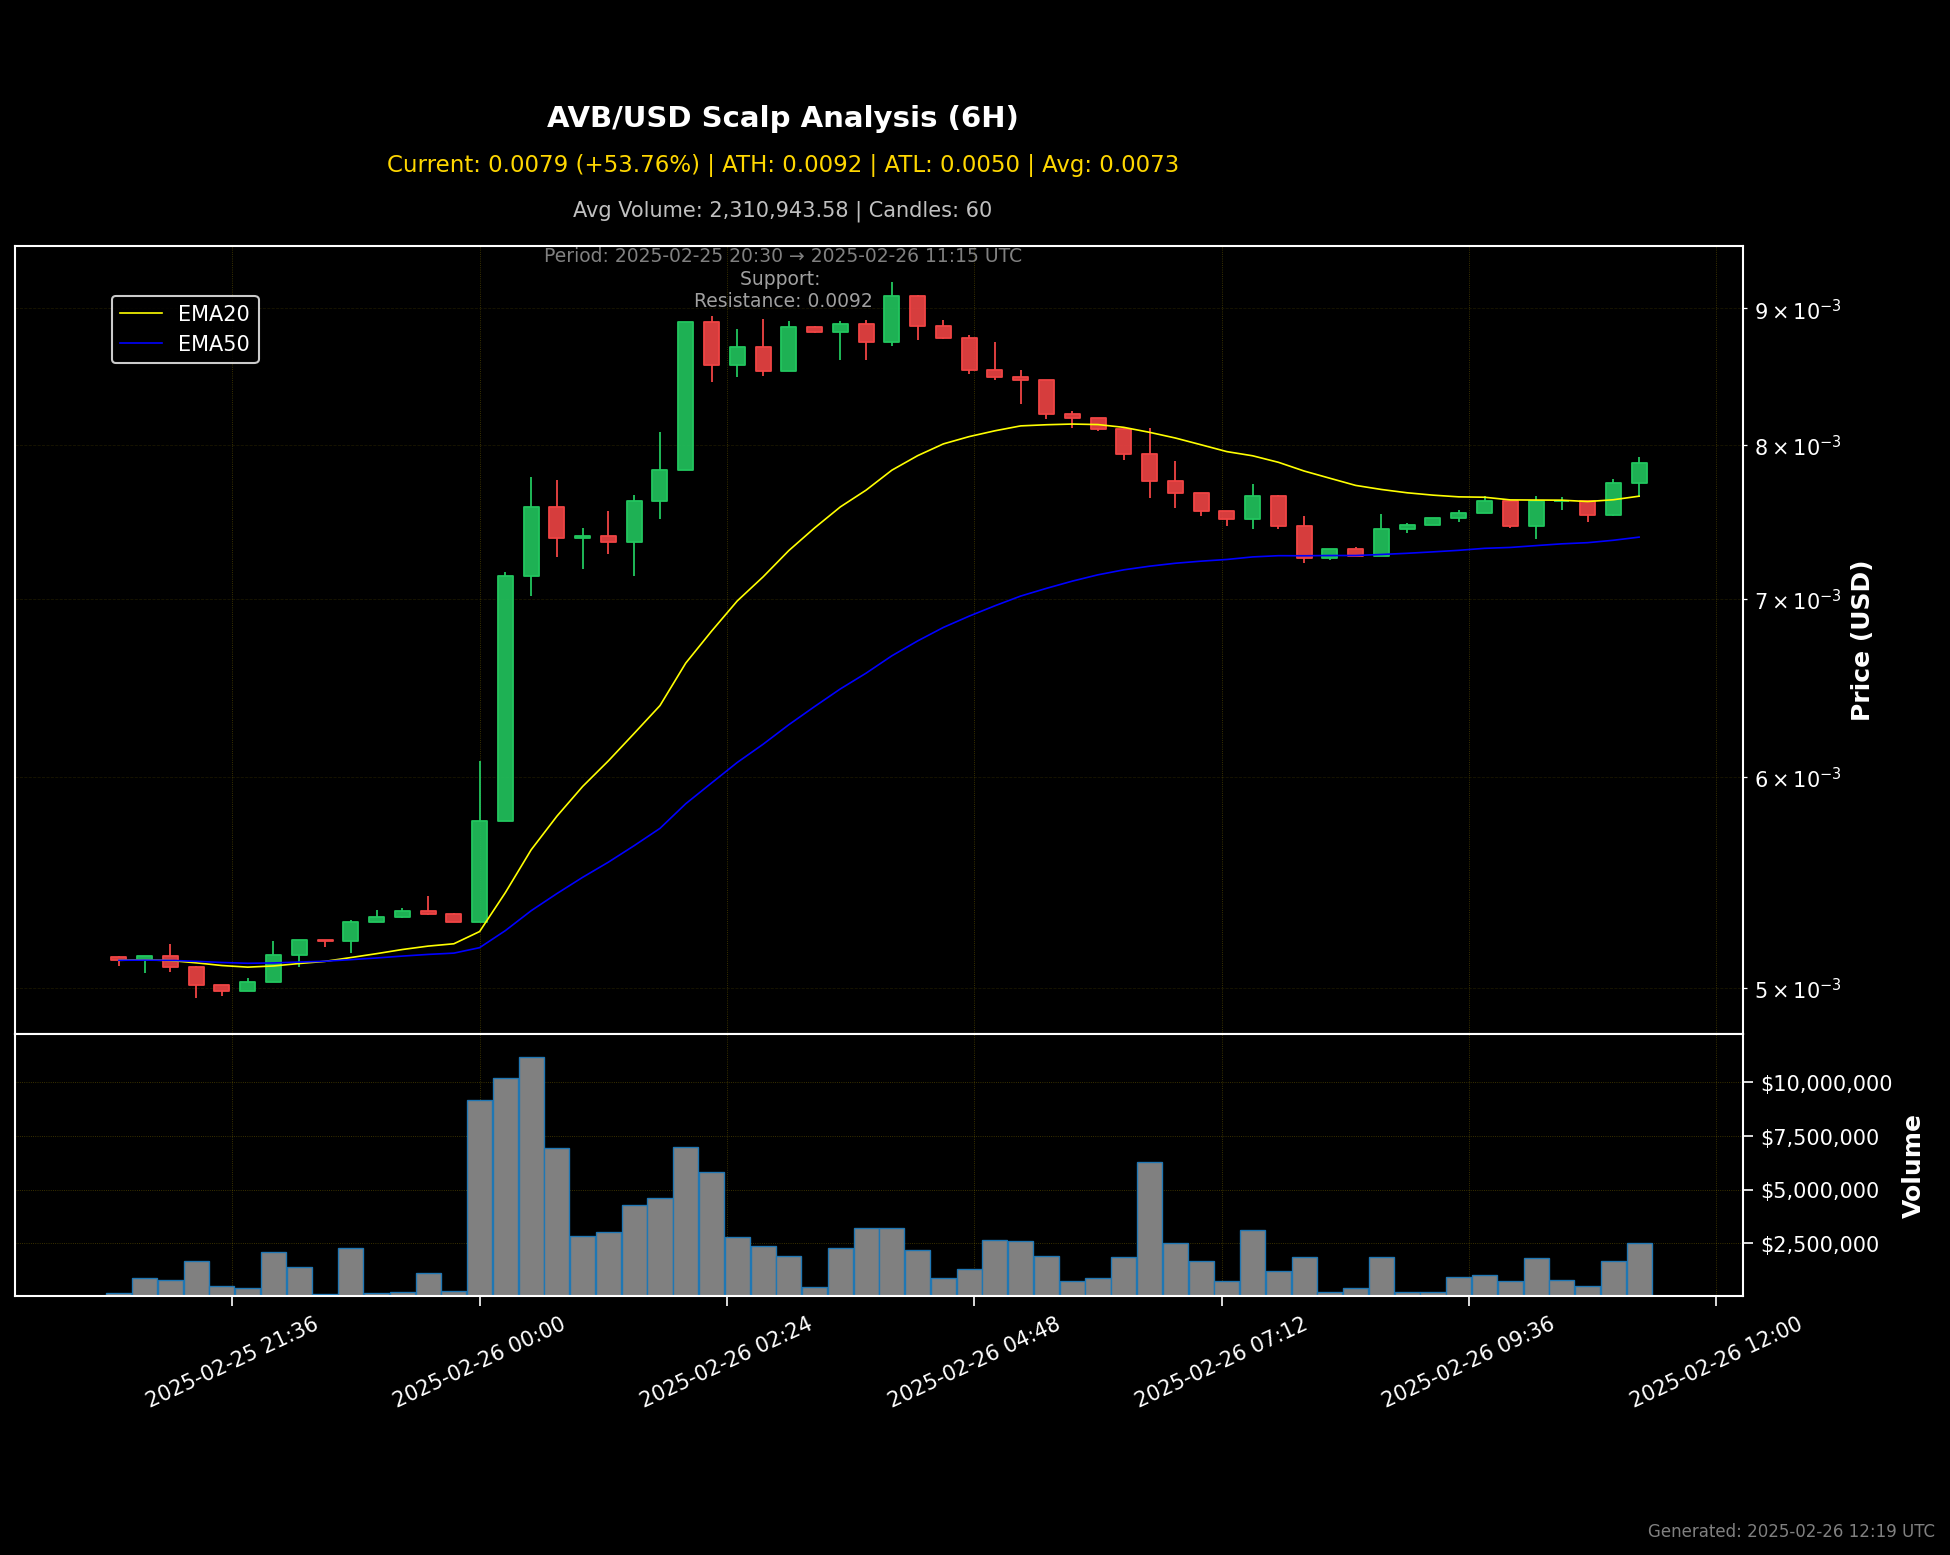 AVB/USD Scalp Analysis (6H)
Current: 0.0079 (+53.76%) | ATH: 0.0092 | ATL: 0.0050 | Avg: 0.0073
Avg Volume: 2,310,943.58 | Candles: 60
Period: 2025-02-25 20:30 → 2025-02-26 11:15 UTC
Support:
Resistance: 0.0092
EMA20
EMA50
9 × 10⁻³
8 × 10⁻³
7 × 10⁻³
6 × 10⁻³
5 × 10⁻³
Price (USD)
$10,000,000
$7,500,000
$5,000,000
$2,500,000
Volume
2025-02-25 21:36
2025-02-26 00:00
2025-02-26 02:24
2025-02-26 04:48
2025-02-26 07:12
2025-02-26 09:36
2025-02-26 12:00
Generated: 2025-02-26 12:19 UTC